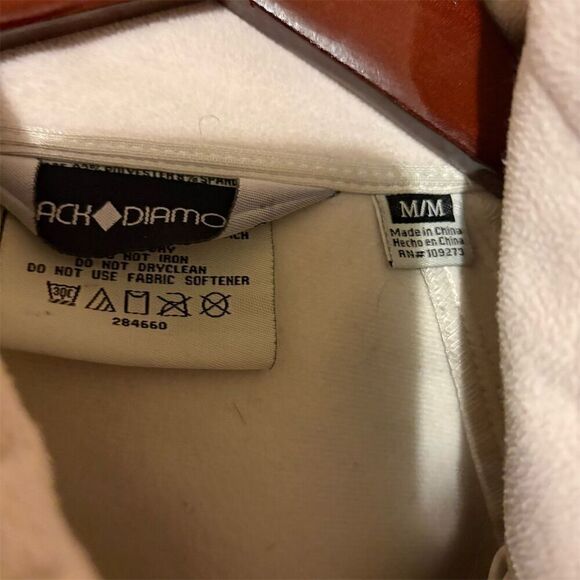 ACK DIAMO
NOT IRON
DO NOT DRYCLEAN
DO NOT USE FABRIC SOFTENER
30C
284660
M/M
Made in China
Hecho en China
RN#109273